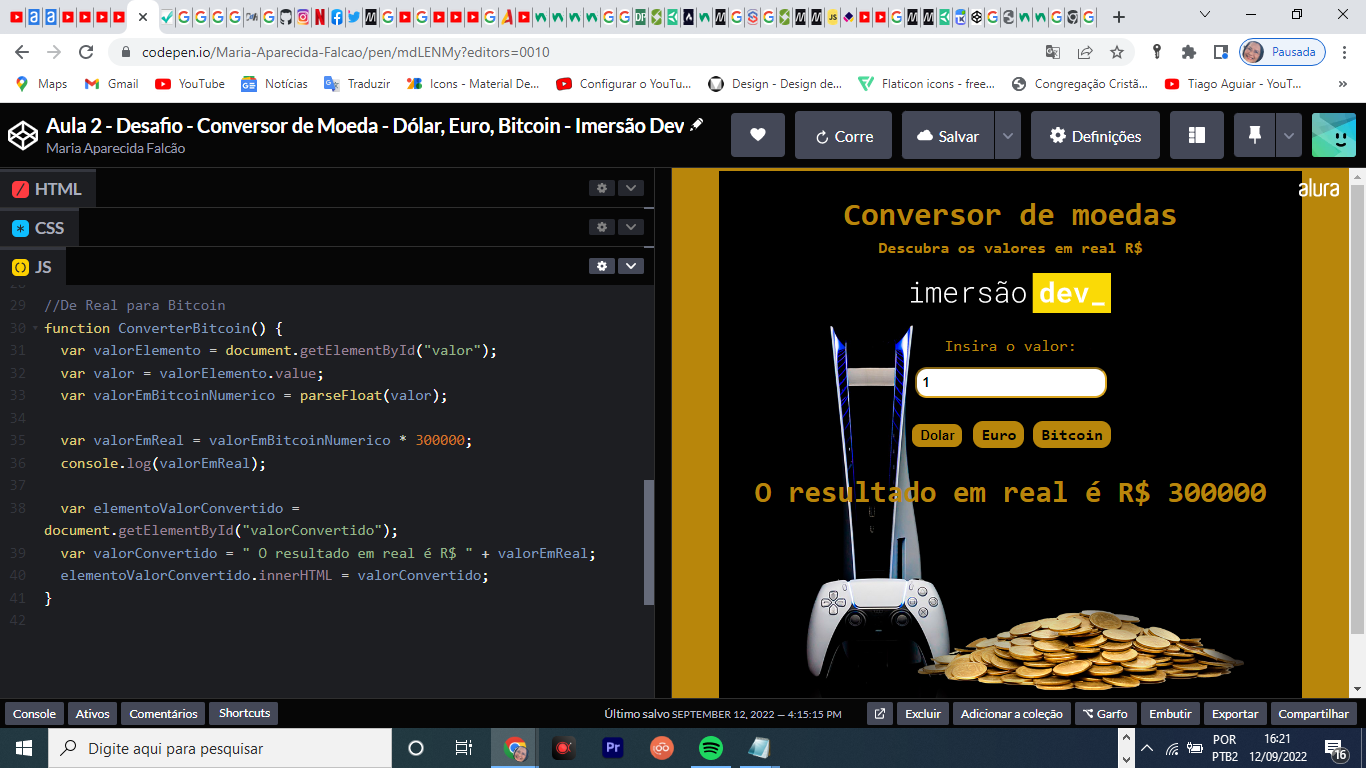 codepen.io/Maria-Aparecida-Falcao/pen/mdLENMy?editors=0010
Pausada
Maps
Gmail
YouTube
Notícias
Traduzir
Icons - Material De...
Configurar o YouTu...
Design - Design de...
Flaticon icons - free...
Congregação Cristã...
Tiago Aguiar - YouT...
»
Aula 2 - Desafio - Conversor de Moeda - Dólar, Euro, Bitcoin - Imersão Dev
Maria Aparecida Falcão
Corre
Salvar
Definições
HTML
CSS
JS
29 //De Real para Bitcoin
30 function ConverterBitcoin() {
31 var valorElemento = document.getElementById("valor");
32 var valor = valorElemento.value;
33 var valorEmBitcoinNumerico = parseFloat(valor);
34
35 var valorEmReal = valorEmBitcoinNumerico * 300000;
36 console.log(valorEmReal);
37
38 var elementoValorConvertido =
document.getElementById("valorConvertido");
39 var valorConvertido = " O resultado em real é R$ " + valorEmReal;
40 elementoValorConvertido.innerHTML = valorConvertido;
41 }
42
alura
Conversor de moedas
Descubra os valores em real R$
imersão dev_
Insira o valor:
1
Dolar
Euro
Bitcoin
O resultado em real é R$ 300000
Console
Ativos
Comentários
Shortcuts
Último salvo SEPTEMBER 12, 2022 — 4:15:15 PM
Excluir
Adicionar a coleção
Garfo
Embutir
Exportar
Compartilhar
Digite aqui para pesquisar
Pr
POR
PTB2
16:21
12/09/2022
16